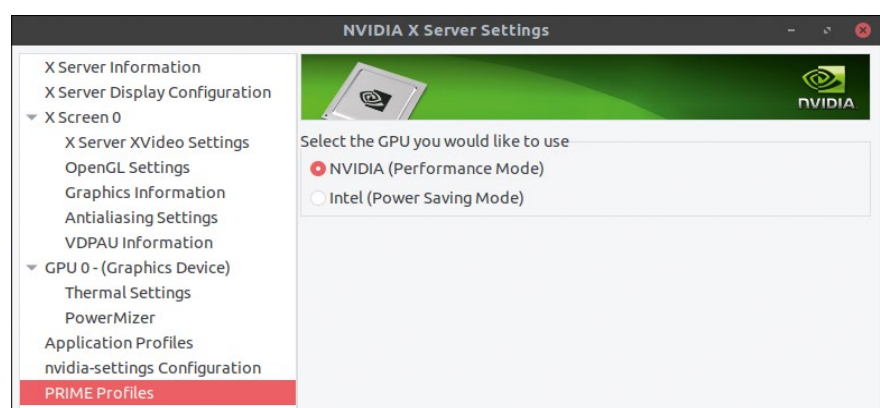 NVIDIA X Server Settings
X Server Information
X Server Display Configuration
X Screen 0
X Server XVideo Settings
OpenGL Settings
Graphics Information
Antialiasing Settings
VDPAU Information
GPU 0 - (Graphics Device)
Thermal Settings
PowerMizer
Application Profiles
nvidia-settings Configuration
PRIME Profiles
NVIDIA.
Select the GPU you would like to use
NVIDIA (Performance Mode)
Intel (Power Saving Mode)